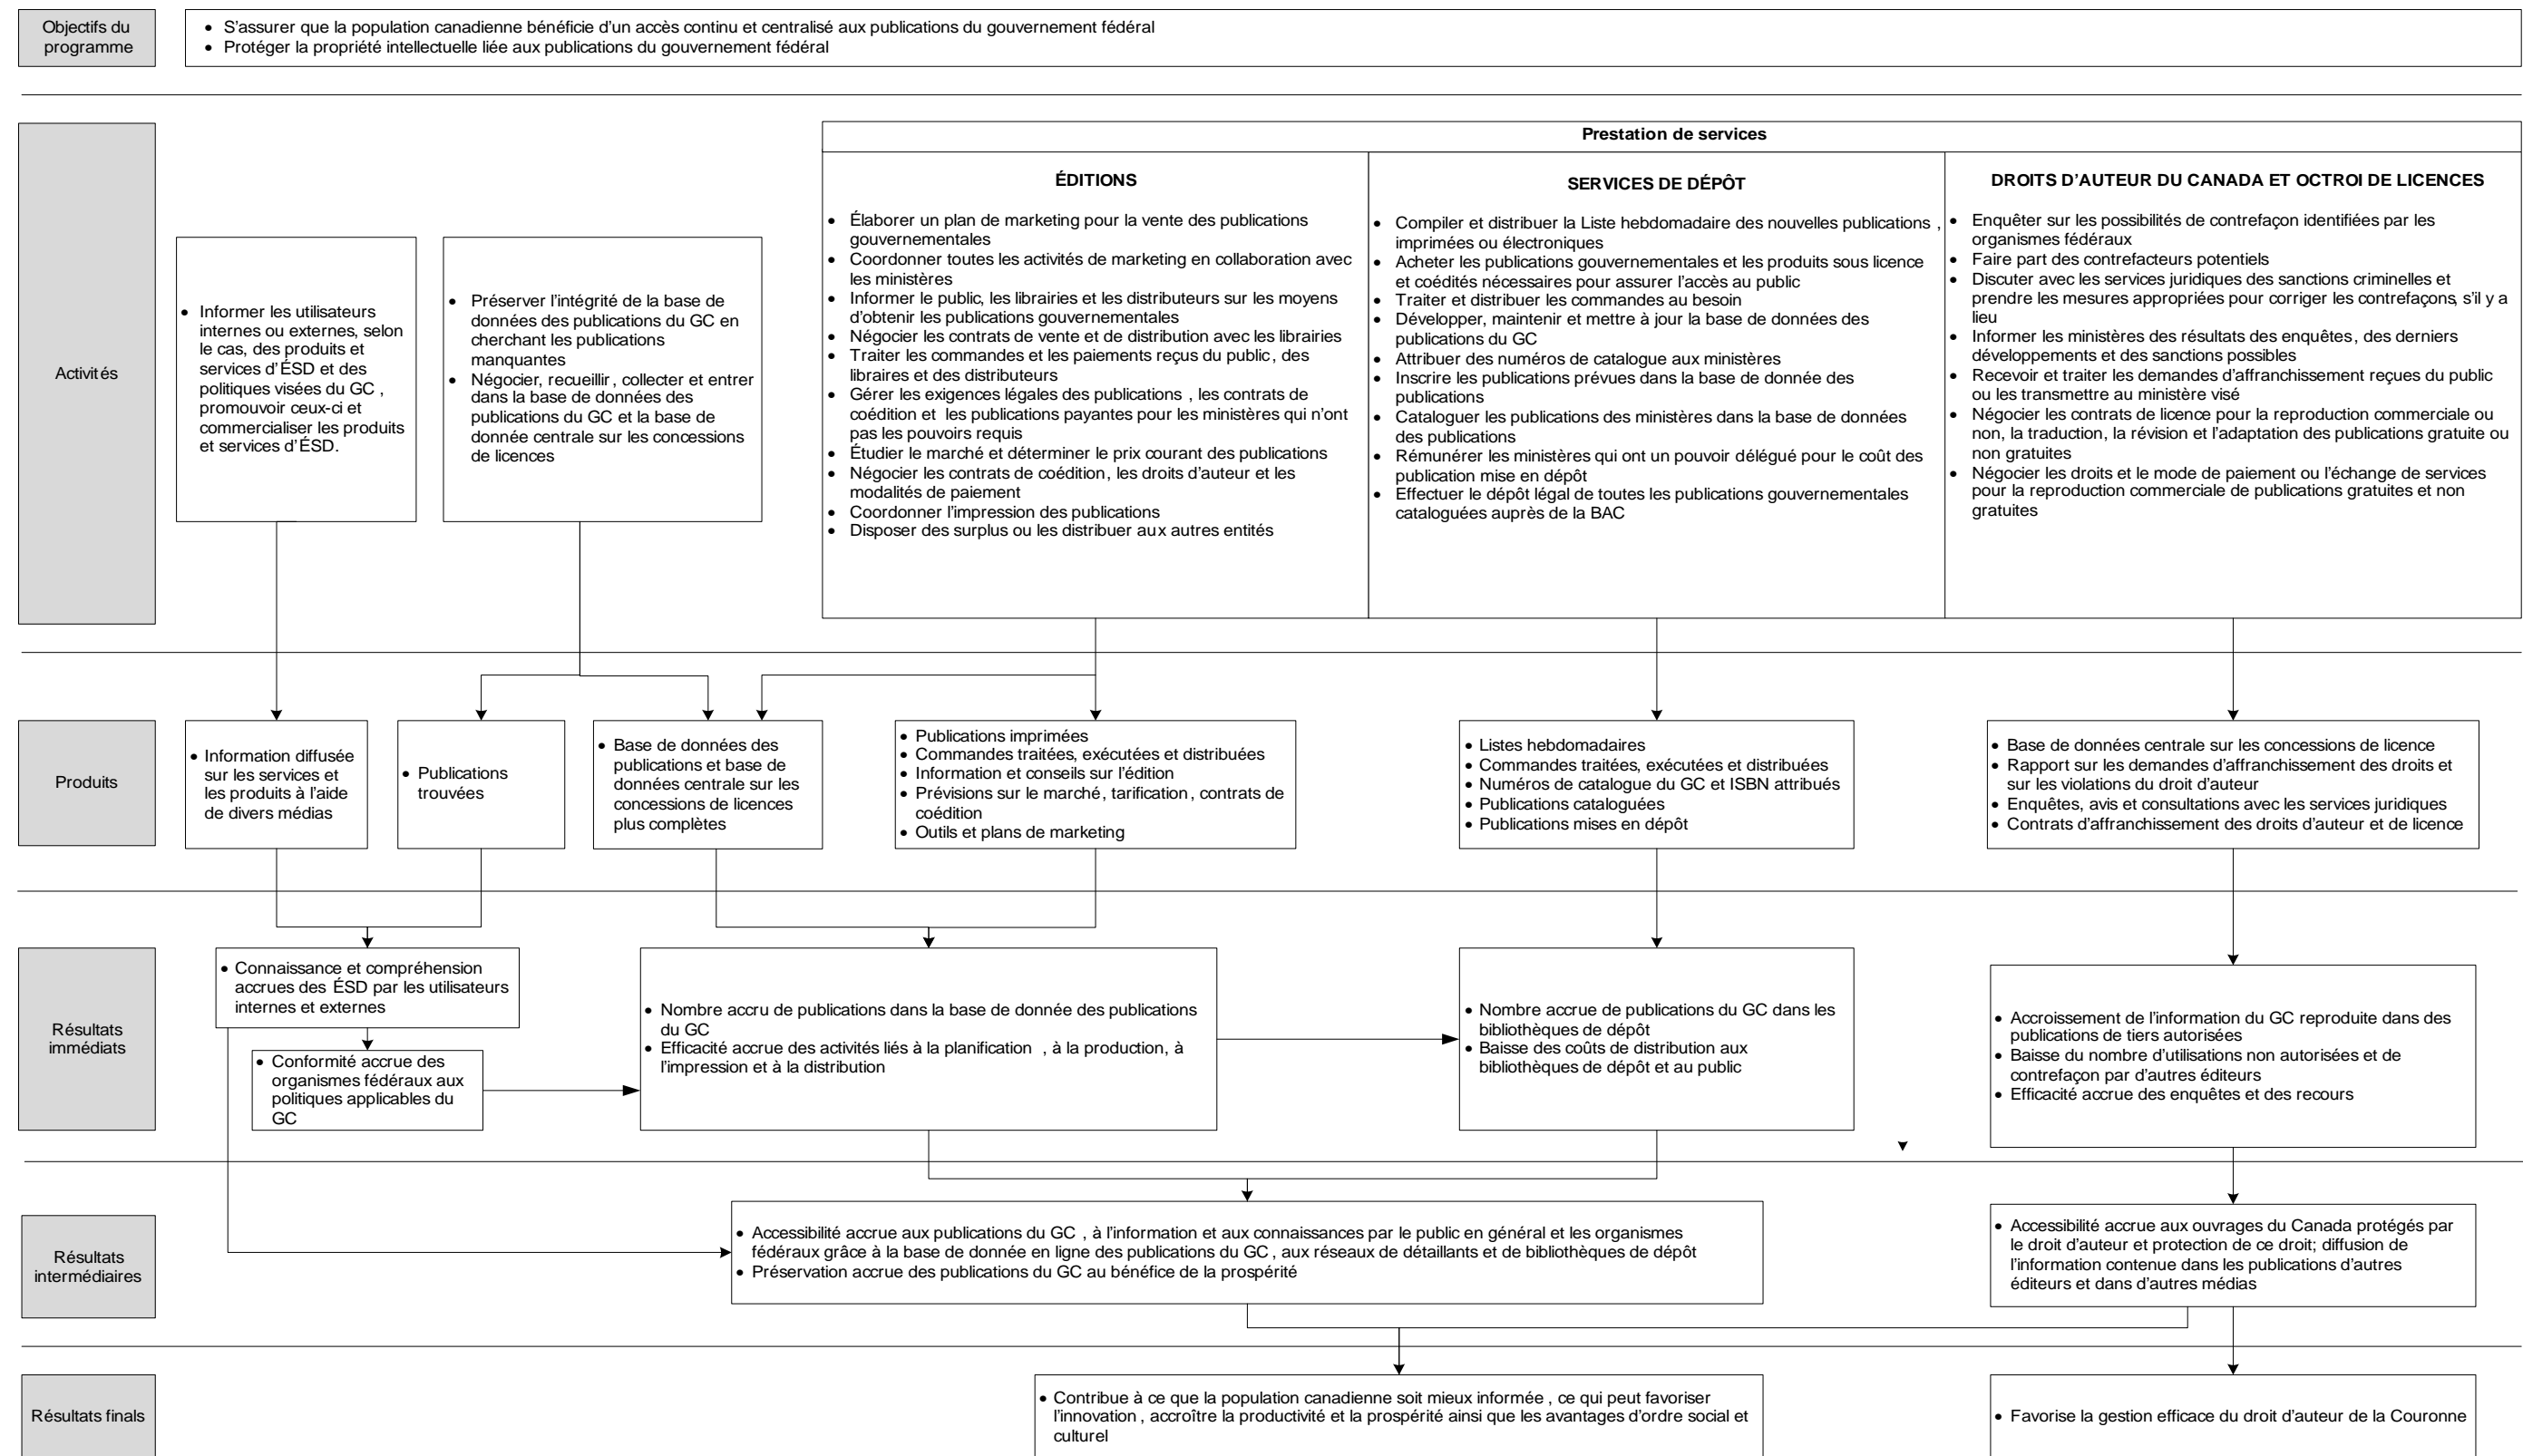 Objectifs du
programme
• S'assurer que la population canadienne bénéficie d'un accès continu et centralisé aux publications du gouvernement fédéral
• Protéger la propriété intellectuelle liée aux publications du gouvernement fédéral
Activités
• Informer les utilisateurs
internes ou externes, selon
le cas, des produits et
services d'ÉSD et des
politiques visées du GC ,
promouvoir ceux-ci et
commercialiser les produits
et services d'ÉSD.
• Préserver l'intégrité de la base de
données des publications du GC en
cherchant les publications
manquantes
• Négocier, recueillir , collecter et entrer
dans la base de données des
publications du GC et la base de
donnée centrale sur les concessions
de licences
Prestation de services
ÉDITIONS
• Élaborer un plan de marketing pour la vente des publications
gouvernementales
• Coordonner toutes les activités de marketing en collaboration avec
les ministères
• Informer le public, les librairies et les distributeurs sur les moyens
d'obtenir les publications gouvernementales
• Négocier les contrats de vente et de distribution avec les librairies
• Traiter les commandes et les paiements reçus du public , des
libraires et des distributeurs
• Gérer les exigences légales des publications , les contrats de
coédition et les publications payantes pour les ministères qui n'ont
pas les pouvoirs requis
• Étudier le marché et déterminer le prix courant des publications
• Négocier les contrats de coédition, les droits d'auteur et les
modalités de paiement
• Coordonner l'impression des publications
• Disposer des surplus ou les distribuer aux autres entités
SERVICES DE DÉPÔT
• Compiler et distribuer la Liste hebdomadaire des nouvelles publications ,
imprimées ou électroniques
• Acheter les publications gouvernementales et les produits sous licence
et coédités nécessaires pour assurer l'accès au public
• Traiter et distribuer les commandes au besoin
• Développer, maintenir et mettre à jour la base de données des
publications du GC
• Attribuer des numéros de catalogue aux ministères
• Inscrire les publications prévues dans la base de donnée des
publications
• Cataloguer les publications des ministères dans la base de données
des publications
• Rémunérer les ministères qui ont un pouvoir délégué pour le coût des
publication mise en dépôt
• Effectuer le dépôt légal de toutes les publications gouvernementales
cataloguées auprès de la BAC
DROITS D'AUTEUR DU CANADA ET OCTROI DE LICENCES
• Enquêter sur les possibilités de contrefaçon identifiées par les
organismes fédéraux
• Faire part des contrefacteurs potentiels
• Discuter avec les services juridiques des sanctions criminelles et
prendre les mesures appropriées pour corriger les contrefaçons, s'il y a
lieu
• Informer les ministères des résultats des enquêtes , des derniers
développements et des sanctions possibles
• Recevoir et traiter les demandes d'affranchissement reçues du public
ou les transmettre au ministère visé
• Négocier les contrats de licence pour la reproduction commerciale ou
non, la traduction, la révision et l'adaptation des publications gratuite ou
non gratuites
• Négocier les droits et le mode de paiement ou l'échange de services
pour la reproduction commerciale de publications gratuites et non
gratuites
Produits
• Information diffusée
sur les services et
les produits à l'aide
de divers médias
• Publications
trouvées
• Base de données des
publications et base de
données centrale sur les
concessions de licences
plus complètes
• Publications imprimées
• Commandes traitées, exécutées et distribuées
• Information et conseils sur l'édition
• Prévisions sur le marché, tarification , contrats de
coédition
• Outils et plans de marketing
• Listes hebdomadaires
• Commandes traitées, exécutées et distribuées
• Numéros de catalogue du GC et ISBN attribués
• Publications cataloguées
• Publications mises en dépôt
• Base de données centrale sur les concessions de licence
• Rapport sur les demandes d'affranchissement des droits et
sur les violations du droit d'auteur
• Enquêtes, avis et consultations avec les services juridiques
• Contrats d'affranchissement des droits d'auteur et de licence
Résultats
immédiats
• Connaissance et compréhension
accrues des ÉSD par les utilisateurs
internes et externes
• Conformité accrue des
organismes fédéraux aux
politiques applicables du
GC
• Nombre accru de publications dans la base de donnée des publications
du GC
• Efficacité accrue des activités liés à la planification , à la production, à
l'impression et à la distribution
• Nombre accrue de publications du GC dans les
bibliothèques de dépôt
• Baisse des coûts de distribution aux
bibliothèques de dépôt et au public
• Accroissement de l'information du GC reproduite dans des
publications de tiers autorisées
• Baisse du nombre d'utilisations non autorisées et de
contrefaçon par d'autres éditeurs
• Efficacité accrue des enquêtes et des recours
Résultats
intermédiaires
• Accessibilité accrue aux publications du GC , à l'information et aux connaissances par le public en général et les organismes
fédéraux grâce à la base de donnée en ligne des publications du GC , aux réseaux de détaillants et de bibliothèques de dépôt
• Préservation accrue des publications du GC au bénéfice de la prospérité
• Accessibilité accrue aux ouvrages du Canada protégés par
le droit d'auteur et protection de ce droit; diffusion de
l'information contenue dans les publications d'autres
éditeurs et dans d'autres médias
Résultats finals
• Contribue à ce que la population canadienne soit mieux informée , ce qui peut favoriser
l'innovation , accroître la productivité et la prospérité ainsi que les avantages d'ordre social et
culturel
• Favorise la gestion efficace du droit d'auteur de la Couronne